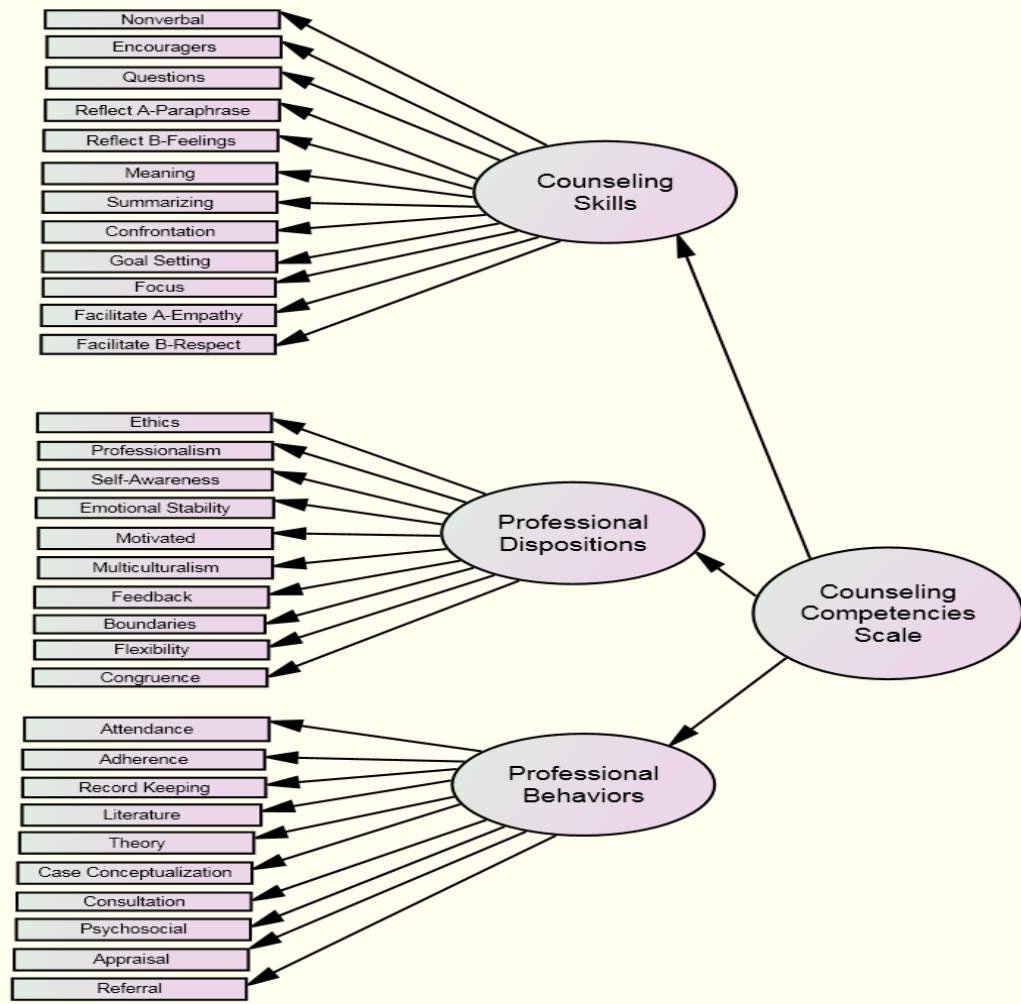 Nonverbal
Encouragers
Questions
Reflect A-Paraphrase
Reflect B-Feelings
Meaning
Summarizing
Confrontation
Goal Setting
Focus
Facilitate A-Empathy
Facilitate B-Respect
Counseling
Skills
Ethics
Professionalism
Self-Awareness
Emotional Stability
Motivated
Multiculturalism
Feedback
Boundaries
Flexibility
Congruence
Professional
Dispositions
Counseling
Competencies
Scale
Attendance
Adherence
Record Keeping
Literature
Theory
Case Conceptualization
Consultation
Psychosocial
Appraisal
Referral
Professional
Behaviors